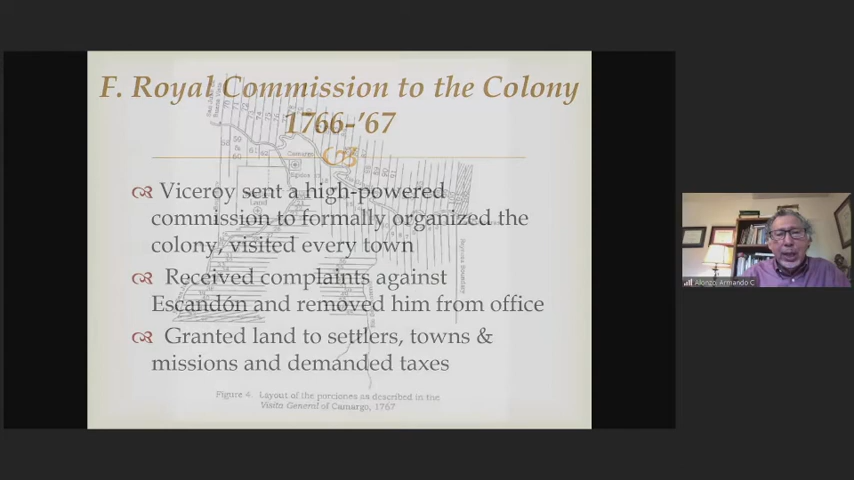 F. Royal Commission to the Colony
1766-'67
Viceroy sent a high-powered
commission to formally organized the
colony, visited every town
Received complaints against
Escandón and removed him from office
Granted land to settlers, towns &
missions and demanded taxes
Figure 4. Layout of the porciones as described in the
Visita General of Camargo, 1767
Camargo
Land
Alonzo, Armando C